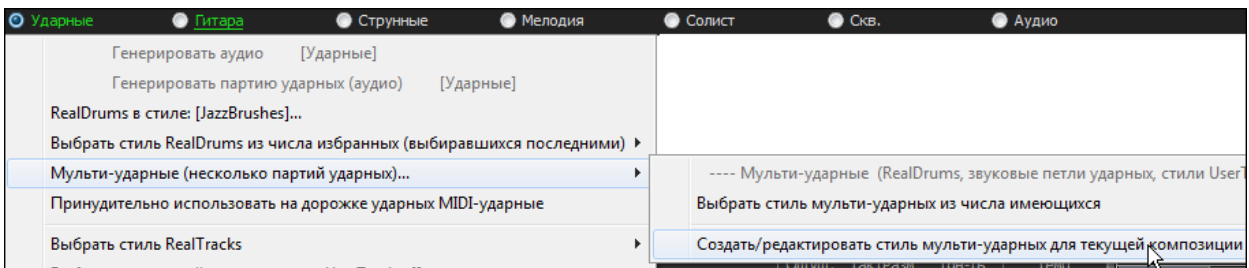 Ударные Гитара Струнные Мелодия Солист Скв. Аудио
Генерировать аудио [Ударные]
Генерировать партию ударных (аудио) [Ударные]
RealDrums в стиле: [JazzBrushes]...
Выбрать стиль RealDrums из числа избранных (выбиравшихся последними)
Мульти-ударные (несколько партий ударных)...
---- Мульти-ударные (RealDrums, звуковые петли ударных, стили UserT
Принудительно использовать на дорожке ударных MIDI-ударные
Выбрать стиль мульти-ударных из числа имеющихся
Выбрать стиль RealTracks
Создать/редактировать стиль мульти-ударных для текущей композиции